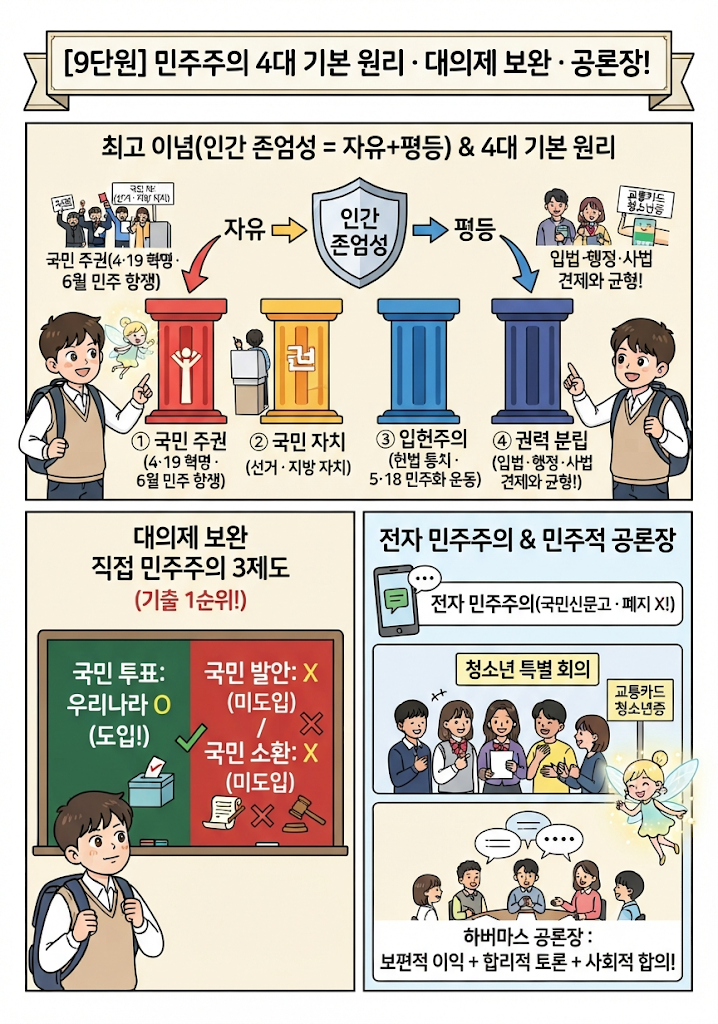 [9단원] 민주주의 4대 기본 원리 · 대의제 보완 · 공론장!
최고 이념(인간 존엄성 = 자유+평등) & 4대 기본 원리
자유
인간
존엄성
평등
교통카드
청소년증
국민 주권(4·19 혁명·
6월 민주 항쟁)
입법·행정·사법
견제와 균형!
권
① 국민 주권
(4·19 혁명·
6월 민주 항쟁)
② 국민 자치
(선거·지방 자치)
③ 입헌주의
(헌법 통치·
5·18 민주화 운동)
④ 권력 분립
(입법·행정·사법
견제와 균형!)
대의제 보완
직접 민주주의 3제도
(기출 1순위!)
국민 투표:
우리나라 O
(도입!)
국민 발안: X
(미도입)
/
국민 소환: X
(미도입)
전자 민주주의 & 민주적 공론장
전자 민주주의(국민신문고·폐지 X!)
청소년 특별 회의
교통카드
청소년증
하버마스 공론장 :
보편적 이익 + 합리적 토론 + 사회적 합의!